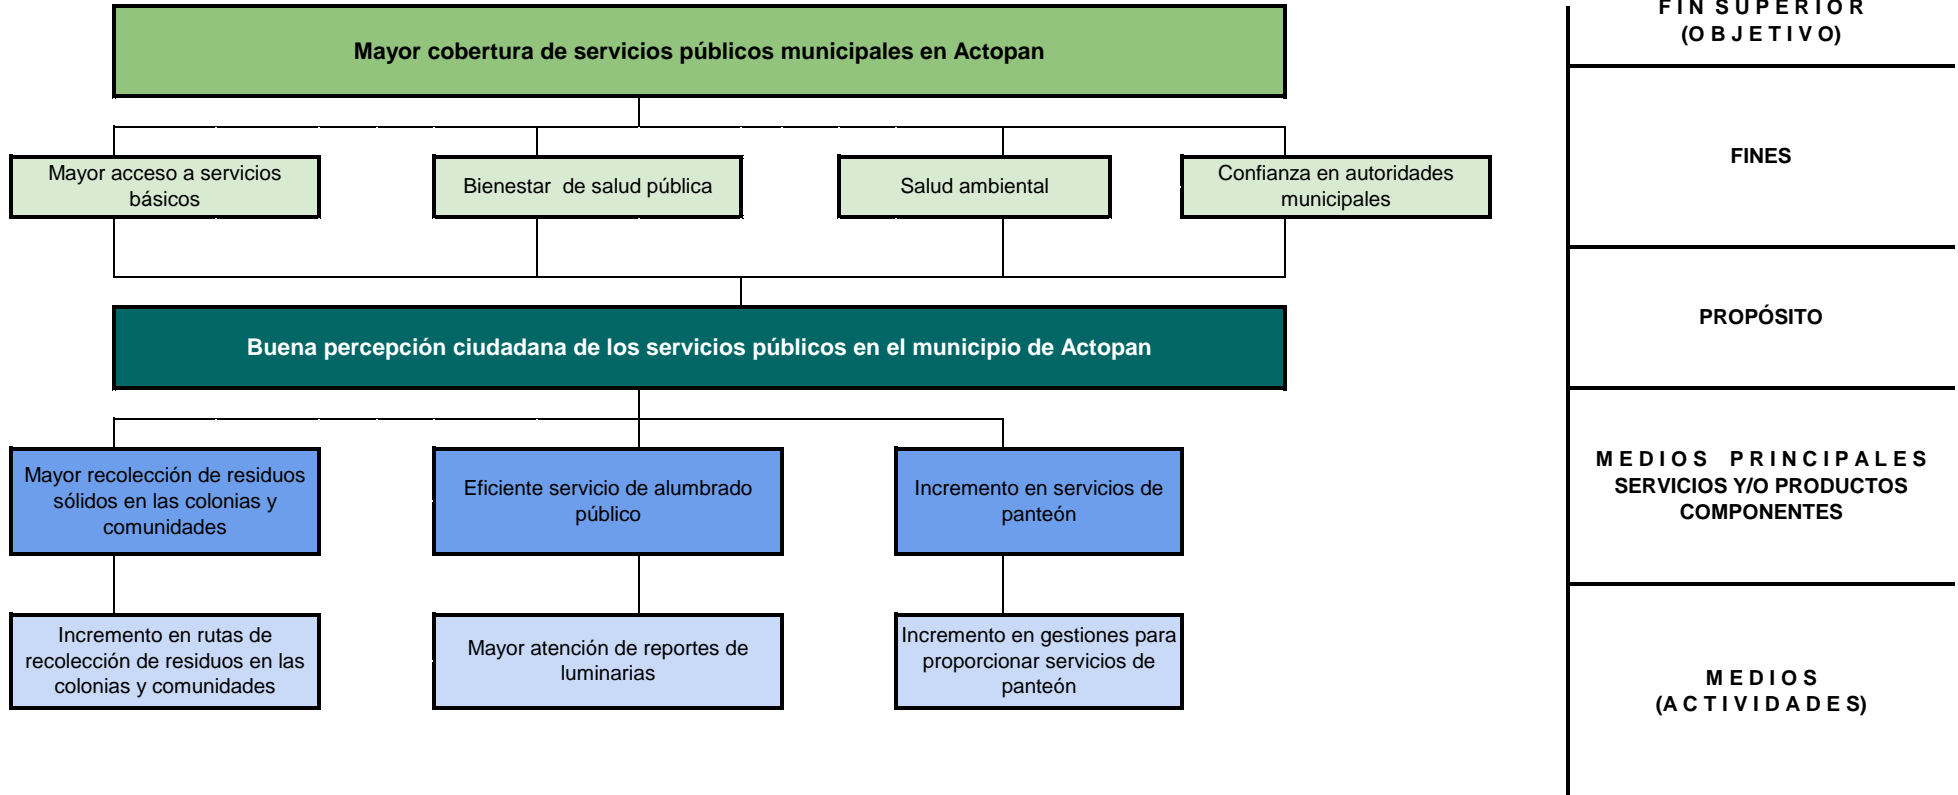 FIN SUPERIOR
(OBJETIVO)
Mayor cobertura de servicios públicos municipales en Actopan
FINES
Mayor acceso a servicios
básicos
Bienestar de salud pública
Salud ambiental
Confianza en autoridades
municipales
PROPÓSITO
Buena percepción ciudadana de los servicios públicos en el municipio de Actopan
Mayor recolección de residuos
sólidos en las colonias y
comunidades
Eficiente servicio de alumbrado
público
Incremento en servicios de
panteón
MEDIOS PRINCIPALES
SERVICIOS Y/O PRODUCTOS
COMPONENTES
Incremento en rutas de
recolección de residuos en las
colonias y comunidades
Mayor atención de reportes de
luminarias
Incremento en gestiones para
proporcionar servicios de
panteón
MEDIOS
(ACTIVIDADES)